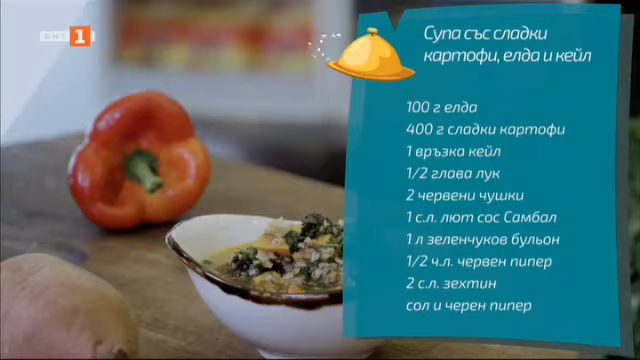 БНТ 1
Супа със сладки
картофи, елда и кейл
100 г елда
400 г сладки картофи
1 връзка кейл
1/2 глава лук
2 червени чушки
1 с.л. лют сос Самбал
1 л зеленчуков бульон
1/2 ч.л. червен пипер
2 с.л. зехтин
сол и черен пипер